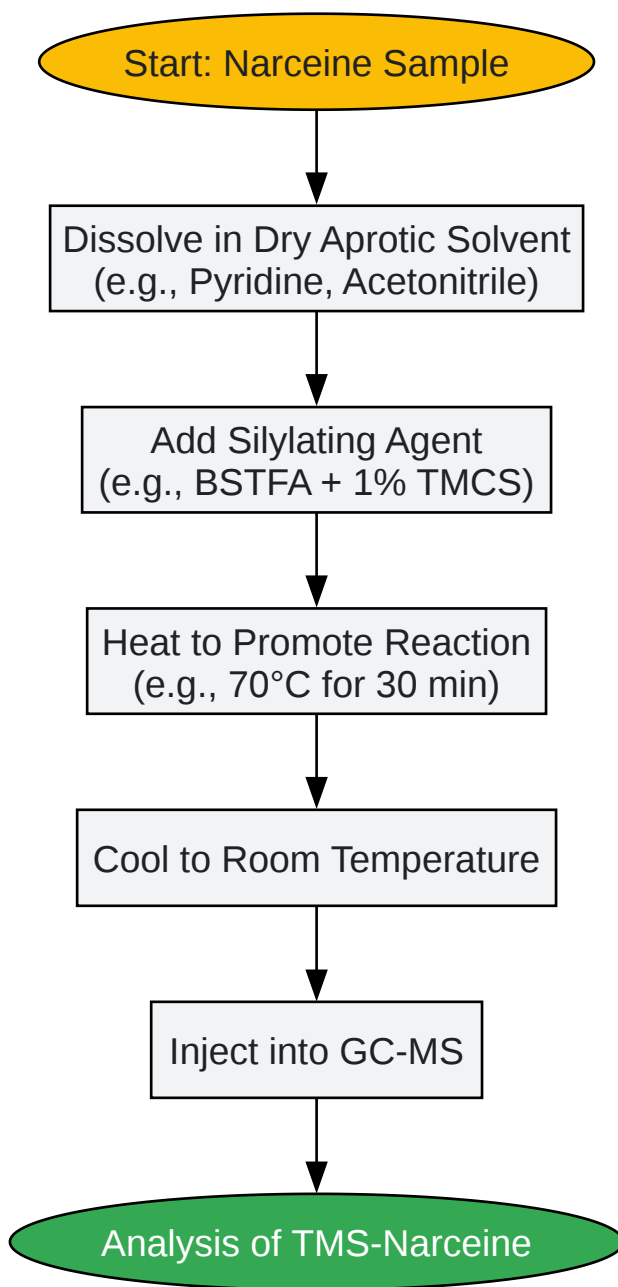 Start: Narceine Sample
Dissolve in Dry Aprotic Solvent
(e.g., Pyridine, Acetonitrile)
Add Silylating Agent
(e.g., BSTFA + 1% TMCS)
Heat to Promote Reaction
(e.g., 70°C for 30 min)
Cool to Room Temperature
Inject into GC-MS
Analysis of TMS-Narceine